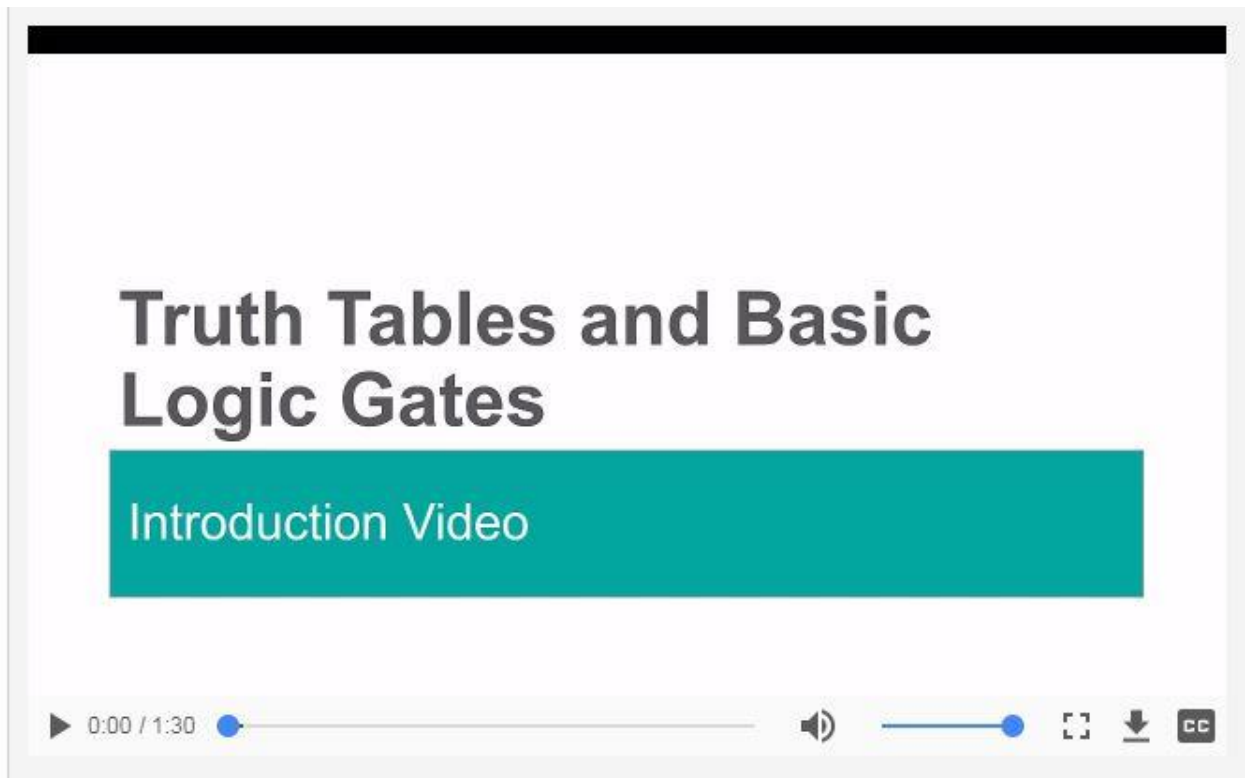 Truth Tables and Basic
Logic Gates
Introduction Video
0:00 / 1:30
CC